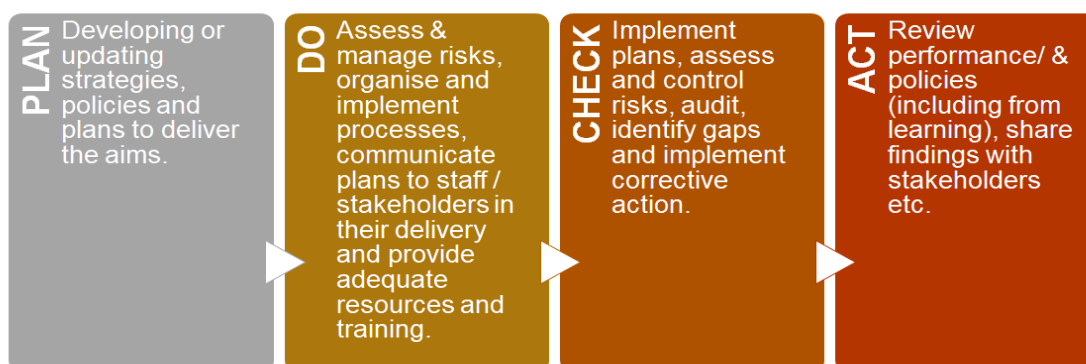 PLAN
Developing or
updating
strategies,
policies and
plans to deliver
the aims.
DO
Assess &
manage risks,
organise and
implement
processes,
communicate
plans to staff /
stakeholders in
their delivery
and provide
adequate
resources and
training.
CHECK
Implement
plans, assess
and control
risks, audit,
identify gaps
and implement
corrective
action.
ACT
Review
performance/ &
policies
(including from
learning), share
findings with
stakeholders
etc.